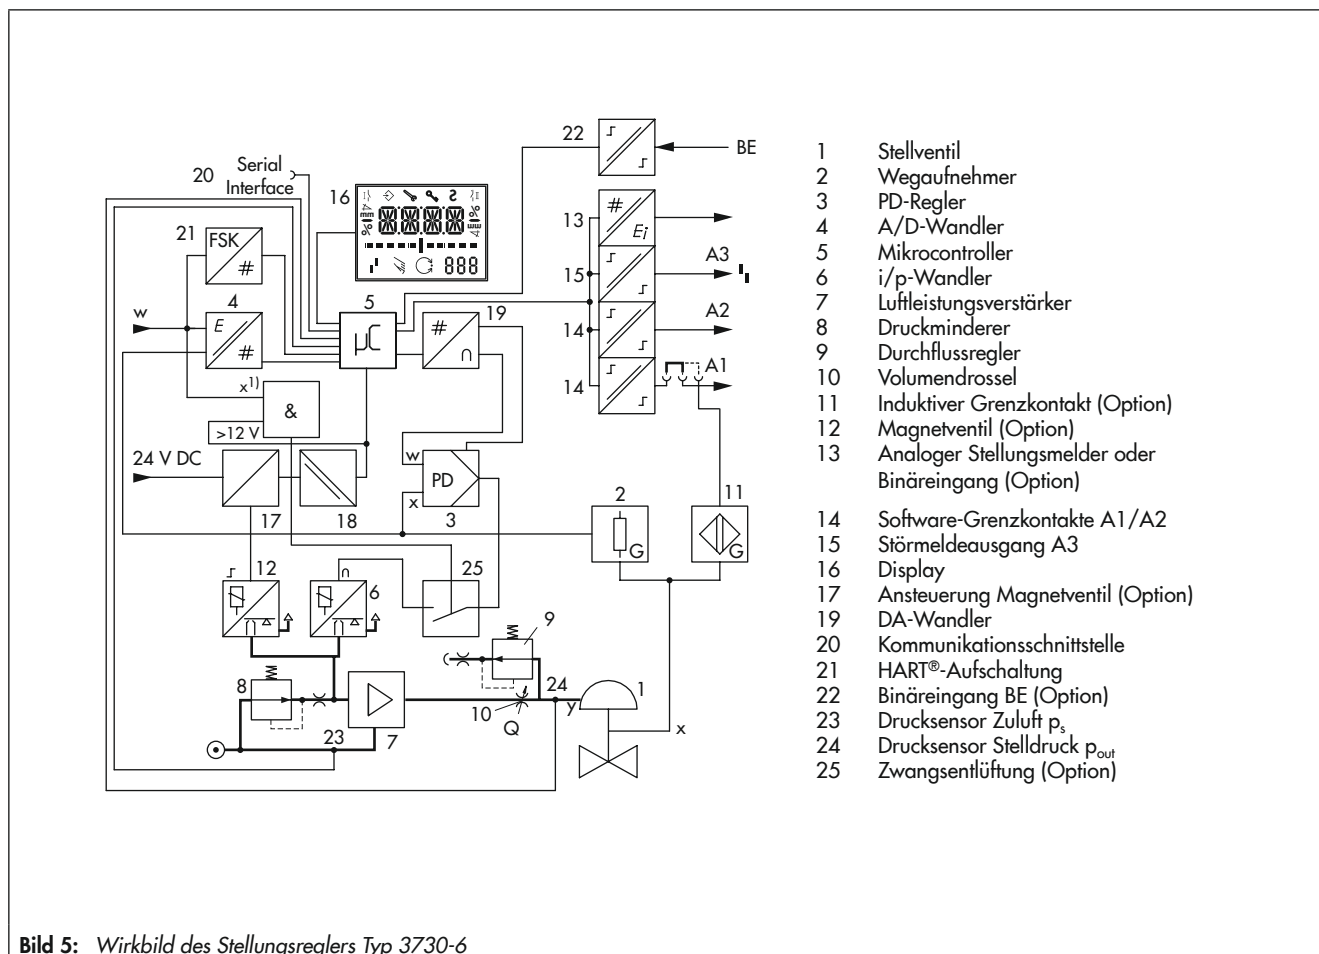 22
BE
20
Serial
Interface
16
mm
%
%
mm
888
21
FSK
#
13
#
Ei
15
A3
14
A2
14
A1
w
4
E
#
5
µC
19
#
∩
x1)
&
>12 V
24 V DC
17
18
w
PD
x
3
2
G
11
G
12
6
∩
25
9
8
7
23
10
Q
24
y
1
x
1 Stellventil
2 Wegaufnehmer
3 PD-Regler
4 A/D-Wandler
5 Mikrocontroller
6 i/p-Wandler
7 Luftleistungsverstärker
8 Druckminderer
9 Durchflussregler
10 Volumendrossel
11 Induktiver Grenzkontakt (Option)
12 Magnetventil (Option)
13 Analoger Stellungsmelder oder
Binäreingang (Option)
14 Software-Grenzkontakte A1/A2
15 Störmeldeausgang A3
16 Display
17 Ansteuerung Magnetventil (Option)
19 DA-Wandler
20 Kommunikationsschnittstelle
21 HART®-Aufschaltung
22 Binäreingang BE (Option)
23 Drucksensor Zuluft ps
24 Drucksensor Stelldruck pout
25 Zwangsentlüftung (Option)
Bild 5: Wirkbild des Stellungsreglers Typ 3730-6